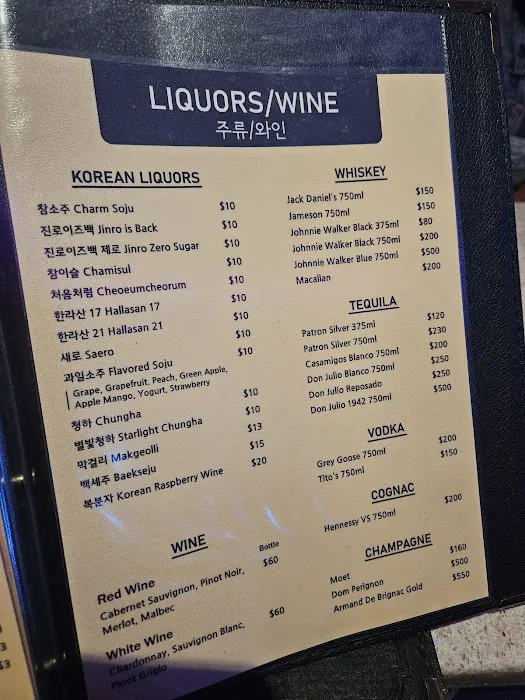 LIQUORS/WINE
주류/와인
KOREAN LIQUORS
참소주 Charm Soju $10
진로이즈백 Jinro is Back $10
진로이즈백 제로 Jinro Zero Sugar $10
참이슬 Chamisul $10
처음처럼 Cheoeumcheorum $10
한라산 17 Hallasan 17 $10
한라산 21 Hallasan 21 $10
새로 Saero $10
과일소주 Flavored Soju $10
Grape, Grapefruit, Peach, Green Apple,
Apple Mango, Yogurt, Strawberry
청하 Chungha $10
별빛청하 Starlight Chungha $10
막걸리 Makgeolli $13
백세주 Baekseju $15
복분자 Korean Raspberry Wine $20
WINE
Bottle
Red Wine $60
Cabernet Sauvignon, Pinot Noir,
Merlot, Malbec
White Wine $60
Chardonnay, Sauvignon Blanc,
Pinot Grigio
WHISKEY
Jack Daniel's 750ml $150
Jameson 750ml $150
Johnnie Walker Black 375ml $80
Johnnie Walker Black 750ml $200
Johnnie Walker Blue 750ml $500
Macallan $200
TEQUILA
Patron Silver 375ml $120
Patron Silver 750ml $230
Casamigos Blanco 750ml $200
Don Julio Blanco 750ml $250
Don Julio Reposado $250
Don Julio 1942 750ml $500
VODKA
Grey Goose 750ml $200
Tito's 750ml $150
COGNAC
Hennessy VS 750ml $200
CHAMPAGNE
Moet $160
Dom Perignon $500
Armand De Brignac Gold $550